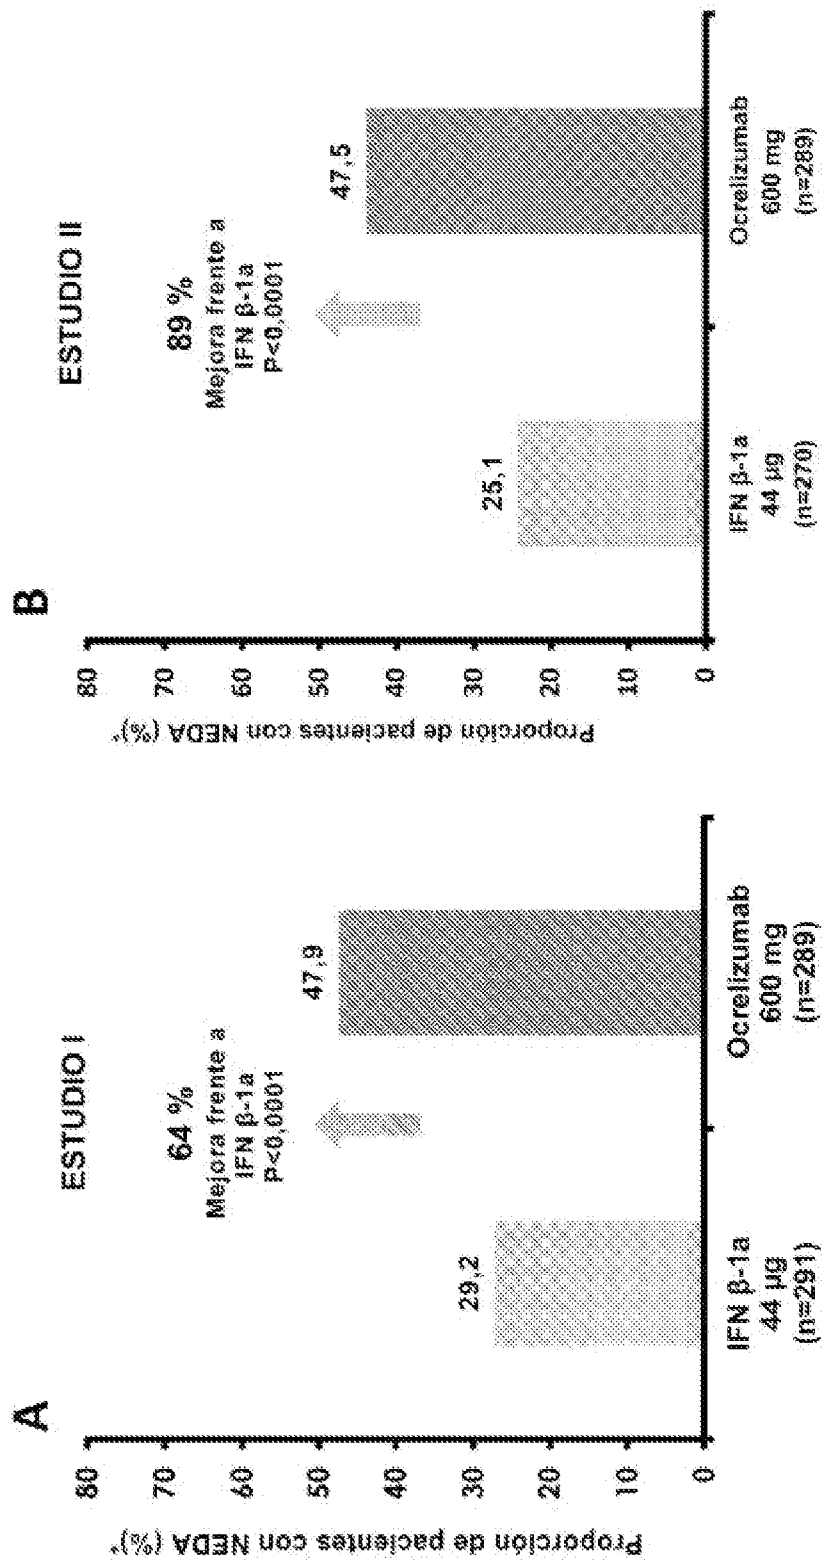 A
ESTUDIO I
Proporción de pacientes con NEDA (%)*
80
70
60
50
40
30
20
10
0
64 %
Mejora frente a
IFN β-1a
P<0,0001
29,2
47,9
IFN β-1a
44 µg
(n=291)
Ocrelizumab
600 mg
(n=289)
B
ESTUDIO II
Proporción de pacientes con NEDA (%)*
80
70
60
50
40
30
20
10
0
89 %
Mejora frente a
IFN β-1a
P<0,0001
25,1
47,5
IFN β-1a
44 µg
(n=270)
Ocrelizumab
600 mg
(n=289)